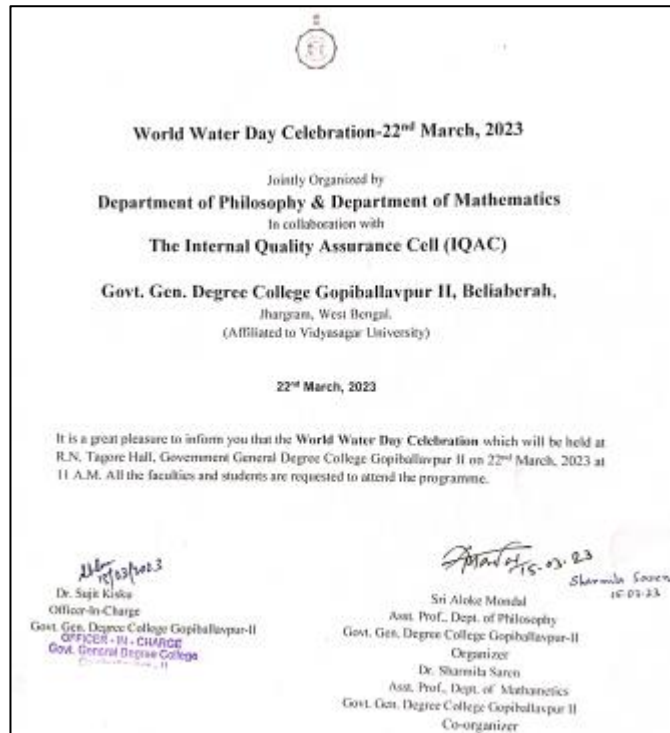 World Water Day Celebration-22nd March, 2023
Jointly Organized by
Department of Philosophy & Department of Mathematics
In collaboration with
The Internal Quality Assurance Cell (IQAC)
Govt. Gen. Degree College Gopiballavpur II, Beliaberah,
Jhargram, West Bengal.
(Affiliated to Vidyasagar University)
22nd March, 2023
It is a great pleasure to inform you that the World Water Day Celebration which will be held at
R.N. Tagore Hall, Government General Degree College Gopiballavpur II on 22nd March, 2023 at
11 A.M. All the faculties and students are requested to attend the programme.
15/03/2023
Dr. Sujit Kisku
Officer-In-Charge
Govt. Gen. Degree College Gopiballavpur-II
OFFICER - IN - CHARGE
Govt. General Degree College
15-03-23
Sharmila Saren
15-03-23
Sri Aloke Mondal
Asst. Prof., Dept. of Philosophy
Govt. Gen. Degree College Gopiballavpur-II
Organizer
Dr. Sharmila Saren
Asst. Prof., Dept. of Mathametics
Govt. Gen. Degree College Gopiballavpur II
Co-organizer